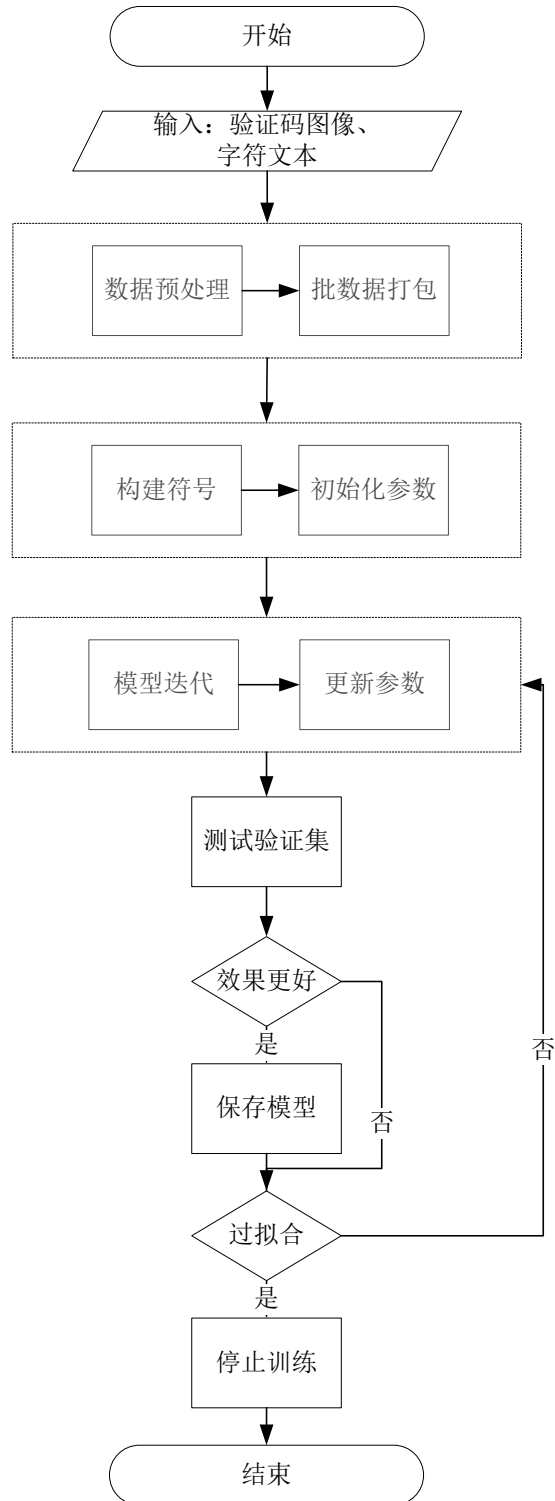 开始
输入：验证码图像、
字符文本
数据预处理
批数据打包
构建符号
初始化参数
模型迭代
更新参数
测试验证集
效果更好
是
否
保存模型
否
过拟合
是
停止训练
结束